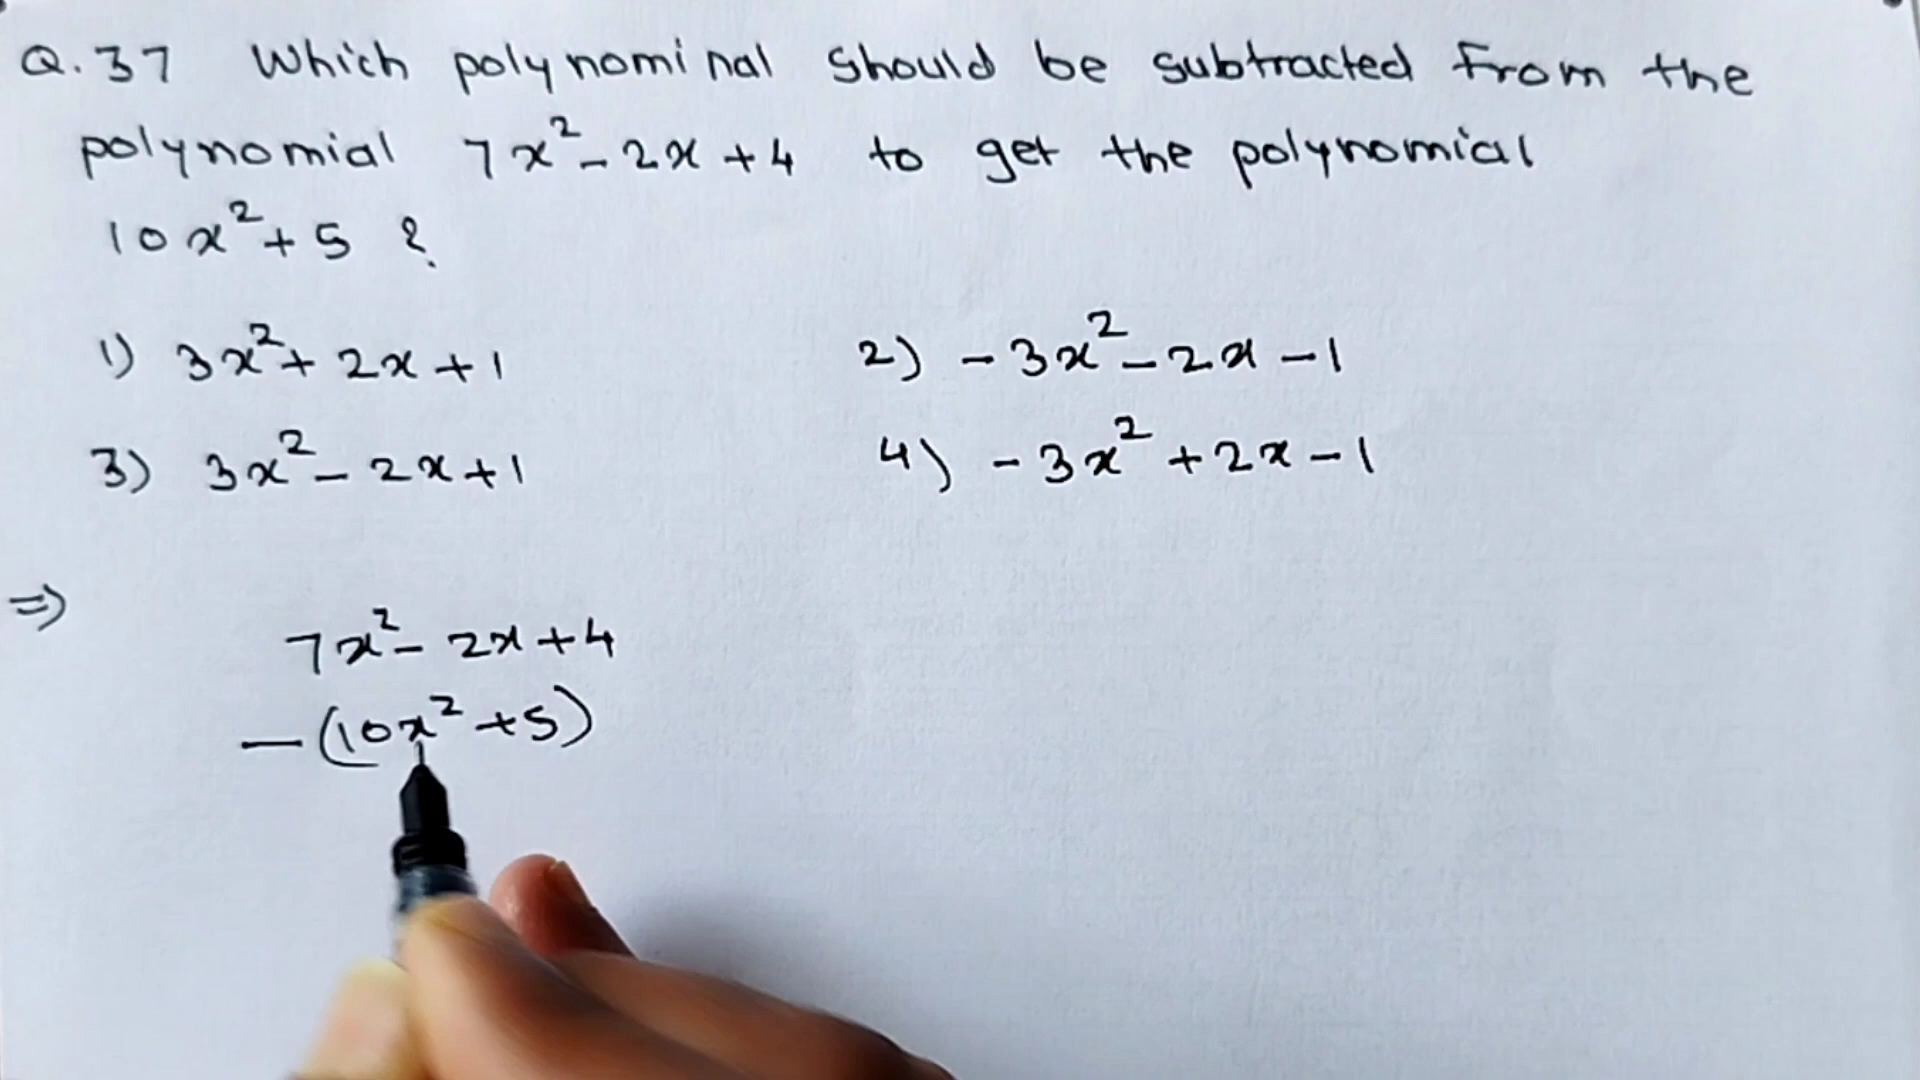 Q.37 Which polynominal should be subtracted from the
polynomial 7x² - 2x + 4 to get the polynomial
10x² + 5 ?
1) 3x² + 2x + 1 2) - 3x² - 2x - 1
3) 3x² - 2x + 1 4) - 3x² + 2x - 1
⇒
7x² - 2x + 4
- (10x² + 5)